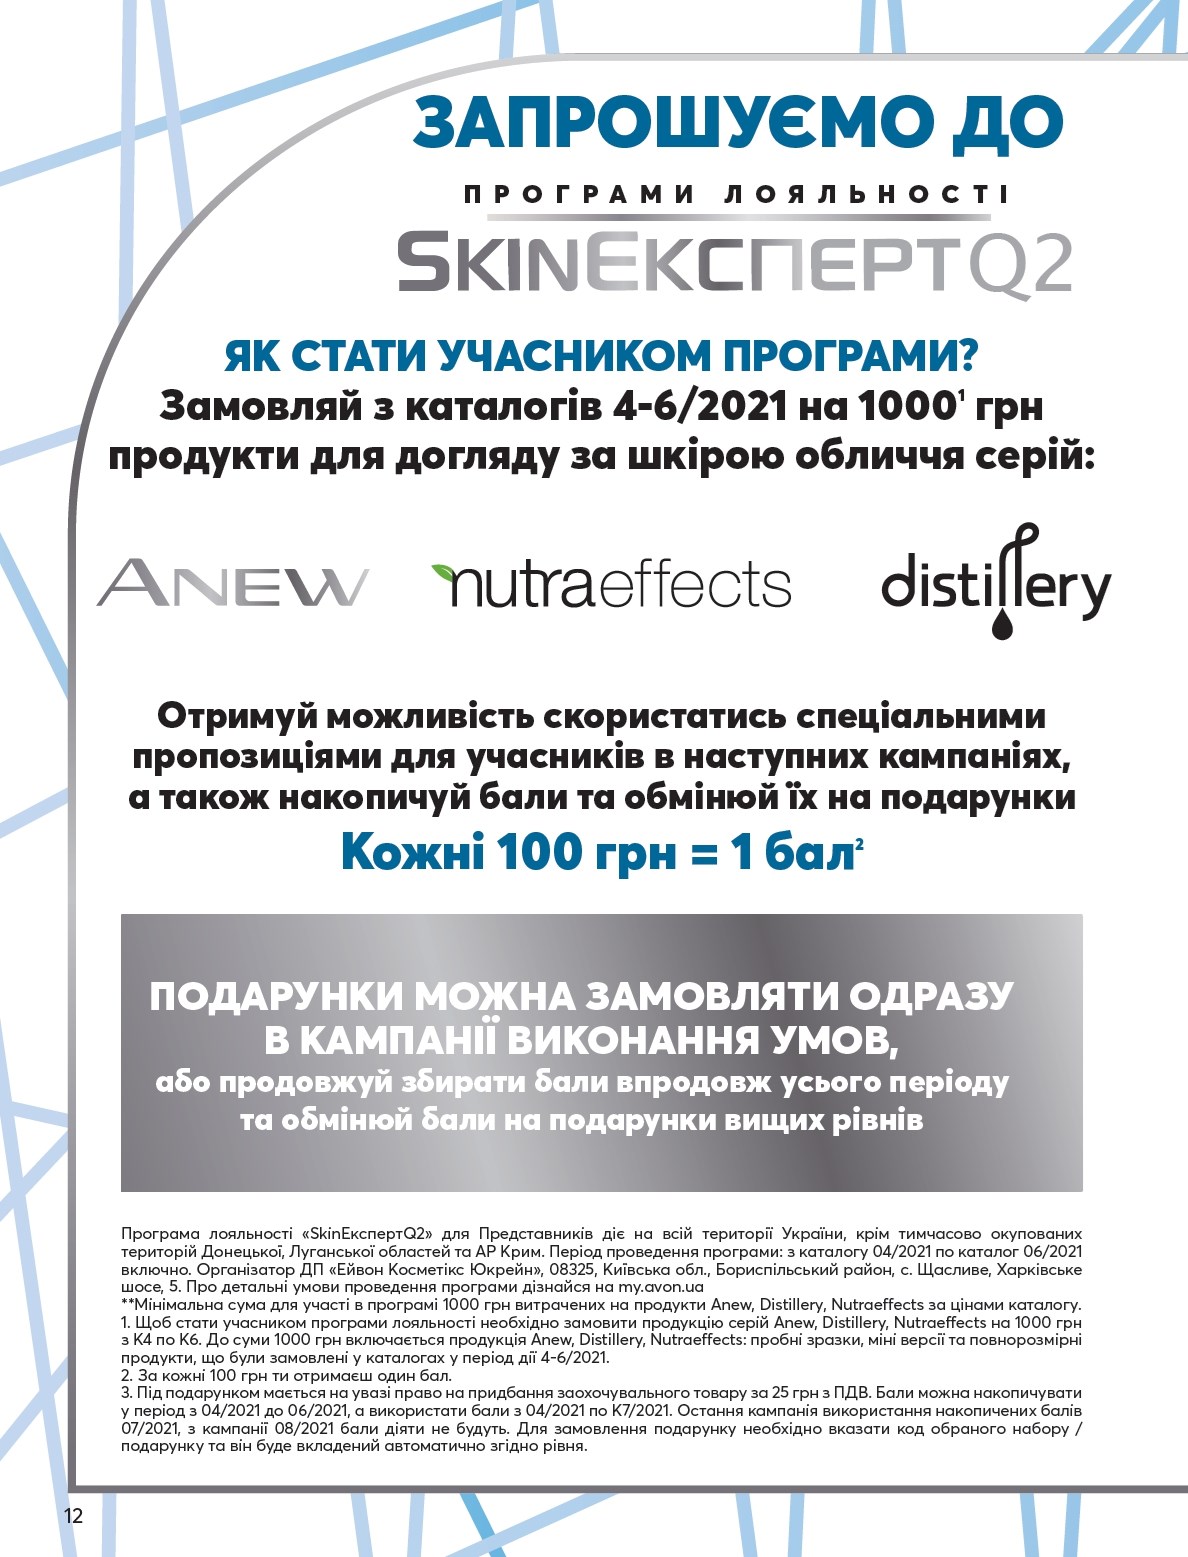 ЗАПРОШУЄМО ДО
ПРОГРАМИ ЛОЯЛЬНОСТІ
SKINЕКСПЕРТQ2
ЯК СТАТИ УЧАСНИКОМ ПРОГРАМИ?
Замовляй з каталогів 4-6/2021 на 1000¹ грн
продукти для догляду за шкірою обличчя серій:
ANEW nutraeffects distillery
Отримуй можливість скористатись спеціальними
пропозиціями для учасників в наступних кампаніях,
а також накопичуй бали та обмінюй їх на подарунки
Кожні 100 грн = 1 бал²
ПОДАРУНКИ МОЖНА ЗАМОВЛЯТИ ОДРАЗУ
В КАМПАНІЇ ВИКОНАННЯ УМОВ,
або продовжуй збирати бали впродовж усього періоду
та обмінюй бали на подарунки вищих рівнів
Програма лояльності «SkinЕкспертQ2» для Представників діє на всій території України, крім тимчасово окупованих
територій Донецької, Луганської областей та АР Крим. Період проведення програми: з каталогу 04/2021 по каталог 06/2021
включно. Організатор ДП «Ейвон Косметікс Юкрейн», 08325, Київська обл., Бориспільський район, с. Щасливе, Харківське
шосе, 5. Про детальні умови проведення програми дізнайся на my.avon.ua
**Мінімальна сума для участі в програмі 1000 грн витрачених на продукти Anew, Distillery, Nutraeffects за цінами каталогу.
1. Щоб стати учасником програми лояльності необхідно замовити продукцію серій Anew, Distillery, Nutraeffects на 1000 грн
з К4 по К6. До суми 1000 грн включається продукція Anew, Distillery, Nutraeffects: пробні зразки, міні версії та повнорозмірні
продукти, що були замовлені у каталогах у період дії 4-6/2021.
2. За кожні 100 грн ти отримаєш один бал.
3. Під подарунком мається на увазі право на придбання заохочувального товару за 25 грн з ПДВ. Бали можна накопичувати
у період з 04/2021 до 06/2021, а використати бали з 04/2021 по К7/2021. Остання кампанія використання накопичених балів
07/2021, з кампанії 08/2021 бали діяти не будуть. Для замовлення подарунку необхідно вказати код обраного набору /
подарунку та він буде вкладений автоматично згідно рівня.
12